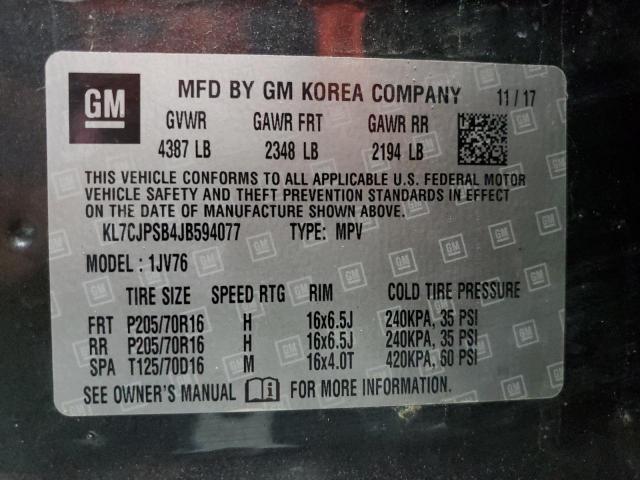 GM MFD BY GM KOREA COMPANY 11/17
GVWR GAWR FRT GAWR RR
4387 LB 2348 LB 2194 LB
THIS VEHICLE CONFORMS TO ALL APPLICABLE U.S. FEDERAL MOTOR
VEHICLE SAFETY AND THEFT PREVENTION STANDARDS IN EFFECT
ON THE DATE OF MANUFACTURE SHOWN ABOVE.
KL7CJPSB4JB594077 TYPE: MPV
MODEL: 1JV76
TIRE SIZE SPEED RTG RIM COLD TIRE PRESSURE
FRT P205/70R16 H 16x6.5J 240KPA, 35 PSI
RR P205/70R16 H 16x6.5J 240KPA, 35 PSI
SPA T125/70D16 M 16x4.0T 420KPA, 60 PSI
SEE OWNER'S MANUAL i FOR MORE INFORMATION.